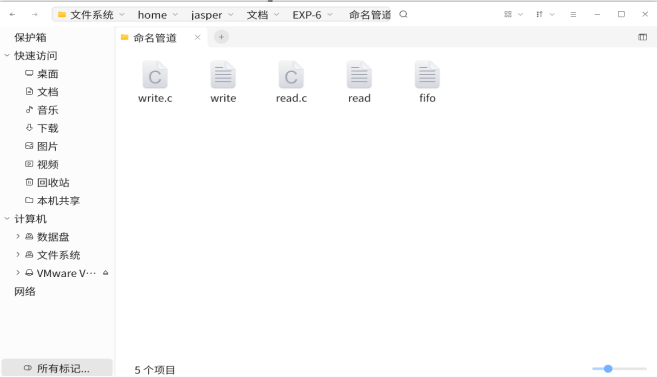 文件系统 home jasper 文档 EXP-6 命名管道
保护箱
命名管道
快速访问
桌面
文档
音乐
下载
图片
视频
回收站
本机共享
计算机
数据盘
文件系统
VMware V···
网络
所有标记...
write.c write read.c read fifo
5 个项目